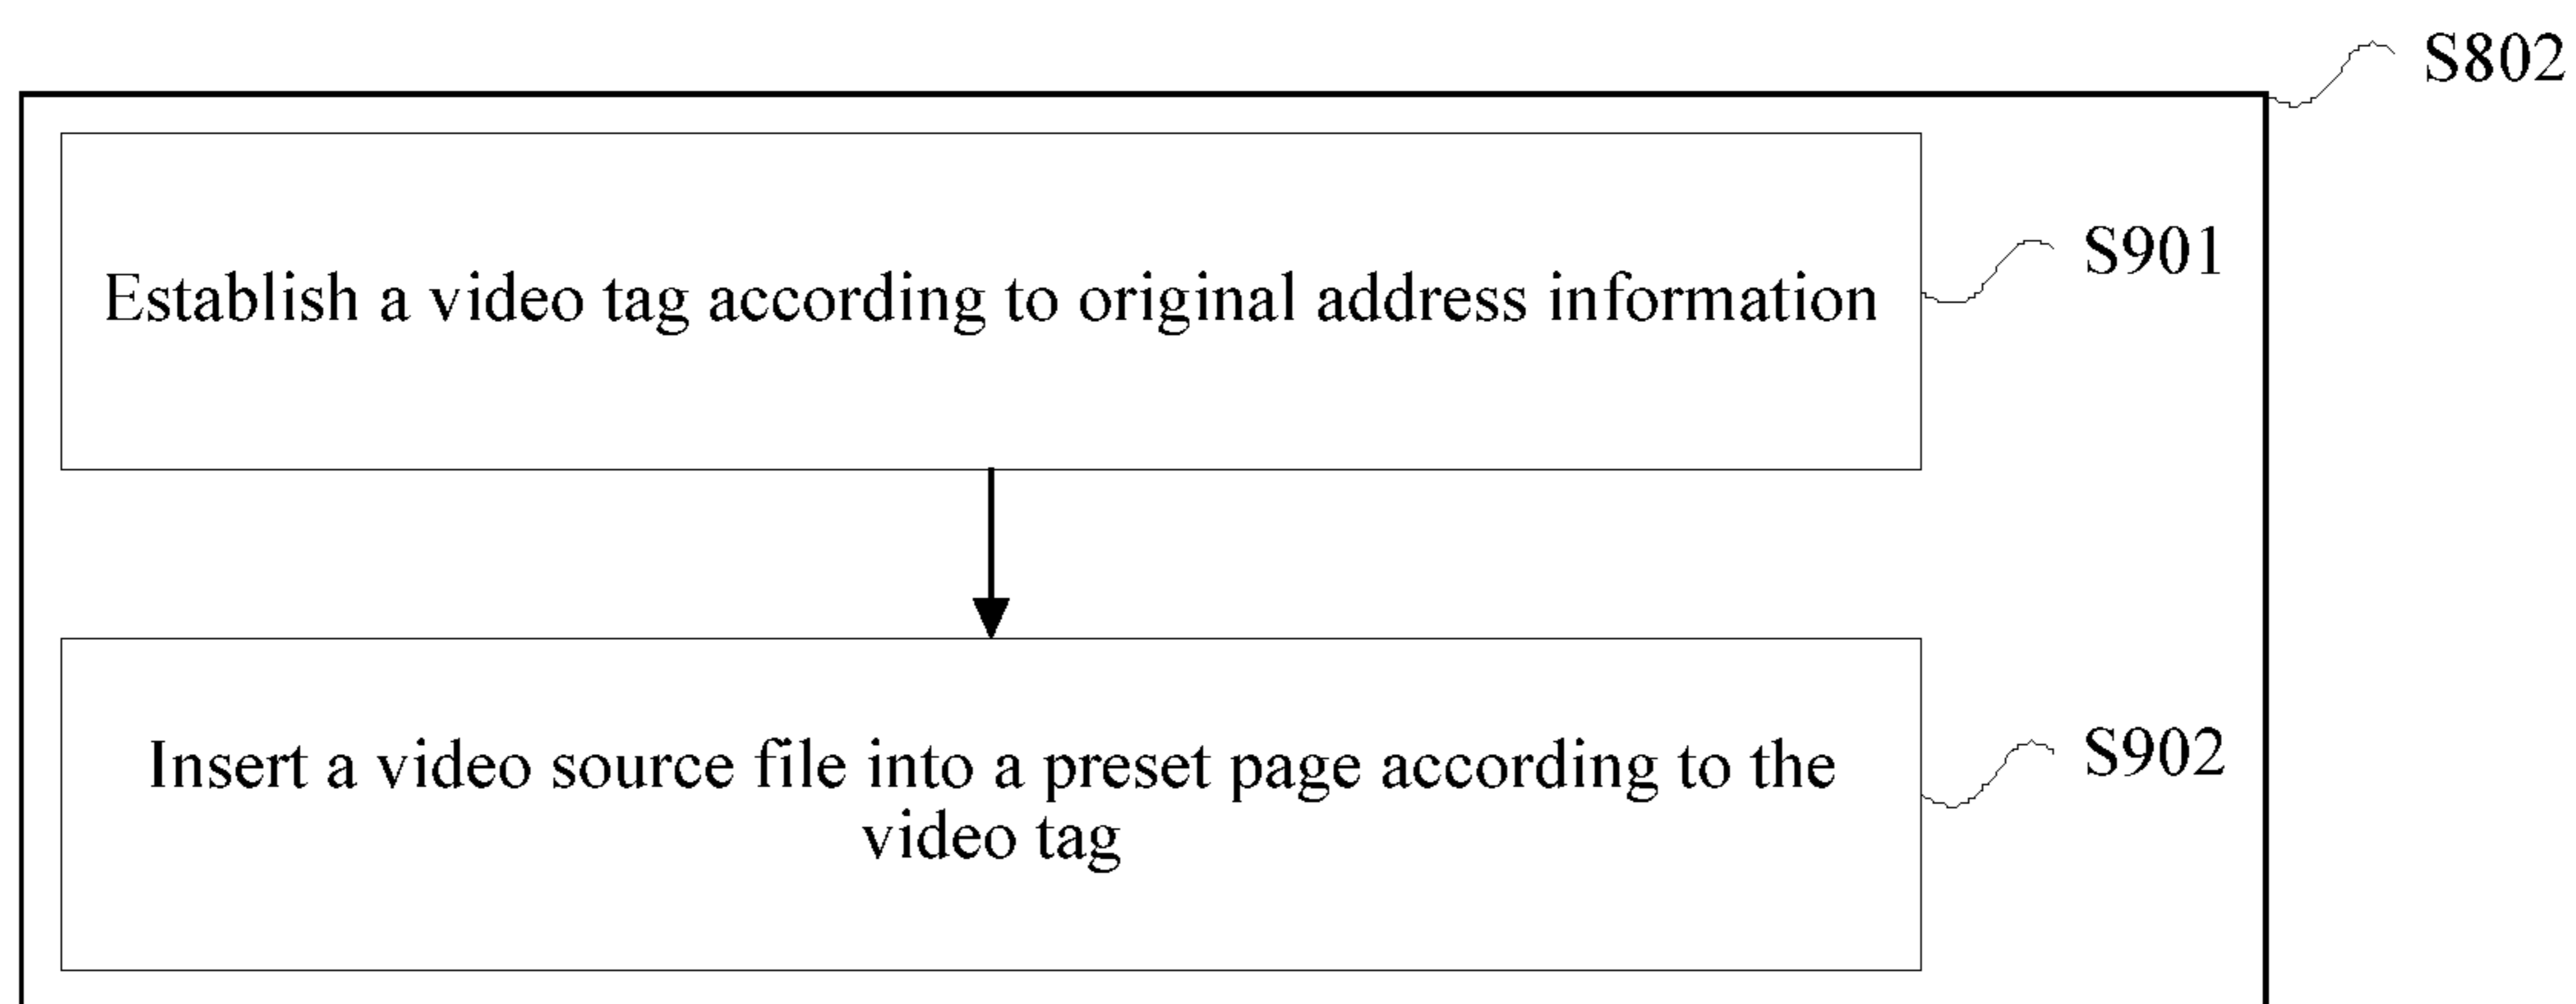 S802
S901
Establish a video tag according to original address information
S902
Insert a video source file into a preset page according to the
video tag